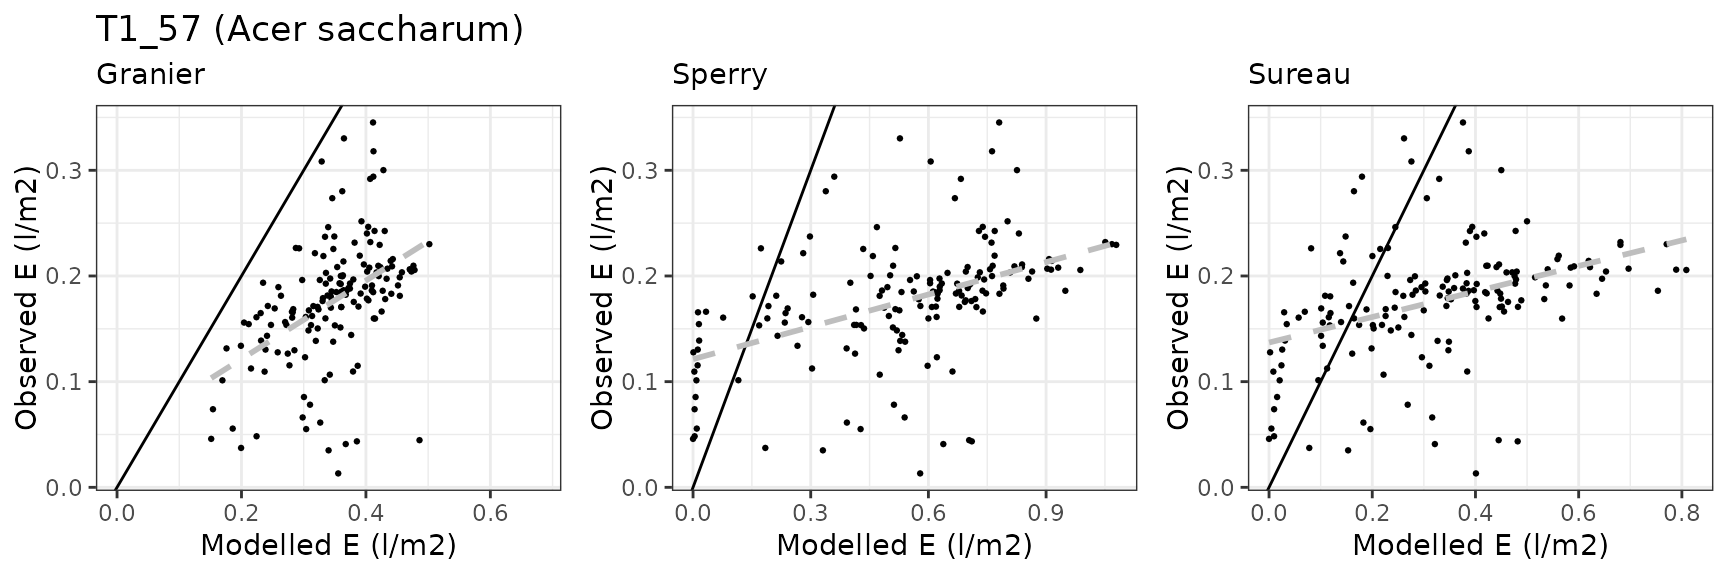 T1_57 (Acer saccharum)
Granier
Observed E (l/m2)
0.3
0.2
0.1
0.0
0.0 0.2 0.4 0.6
Modelled E (l/m2)
Sperry
Observed E (l/m2)
0.3
0.2
0.1
0.0
0.0 0.3 0.6 0.9
Modelled E (l/m2)
Sureau
Observed E (l/m2)
0.3
0.2
0.1
0.0
0.0 0.2 0.4 0.6 0.8
Modelled E (l/m2)